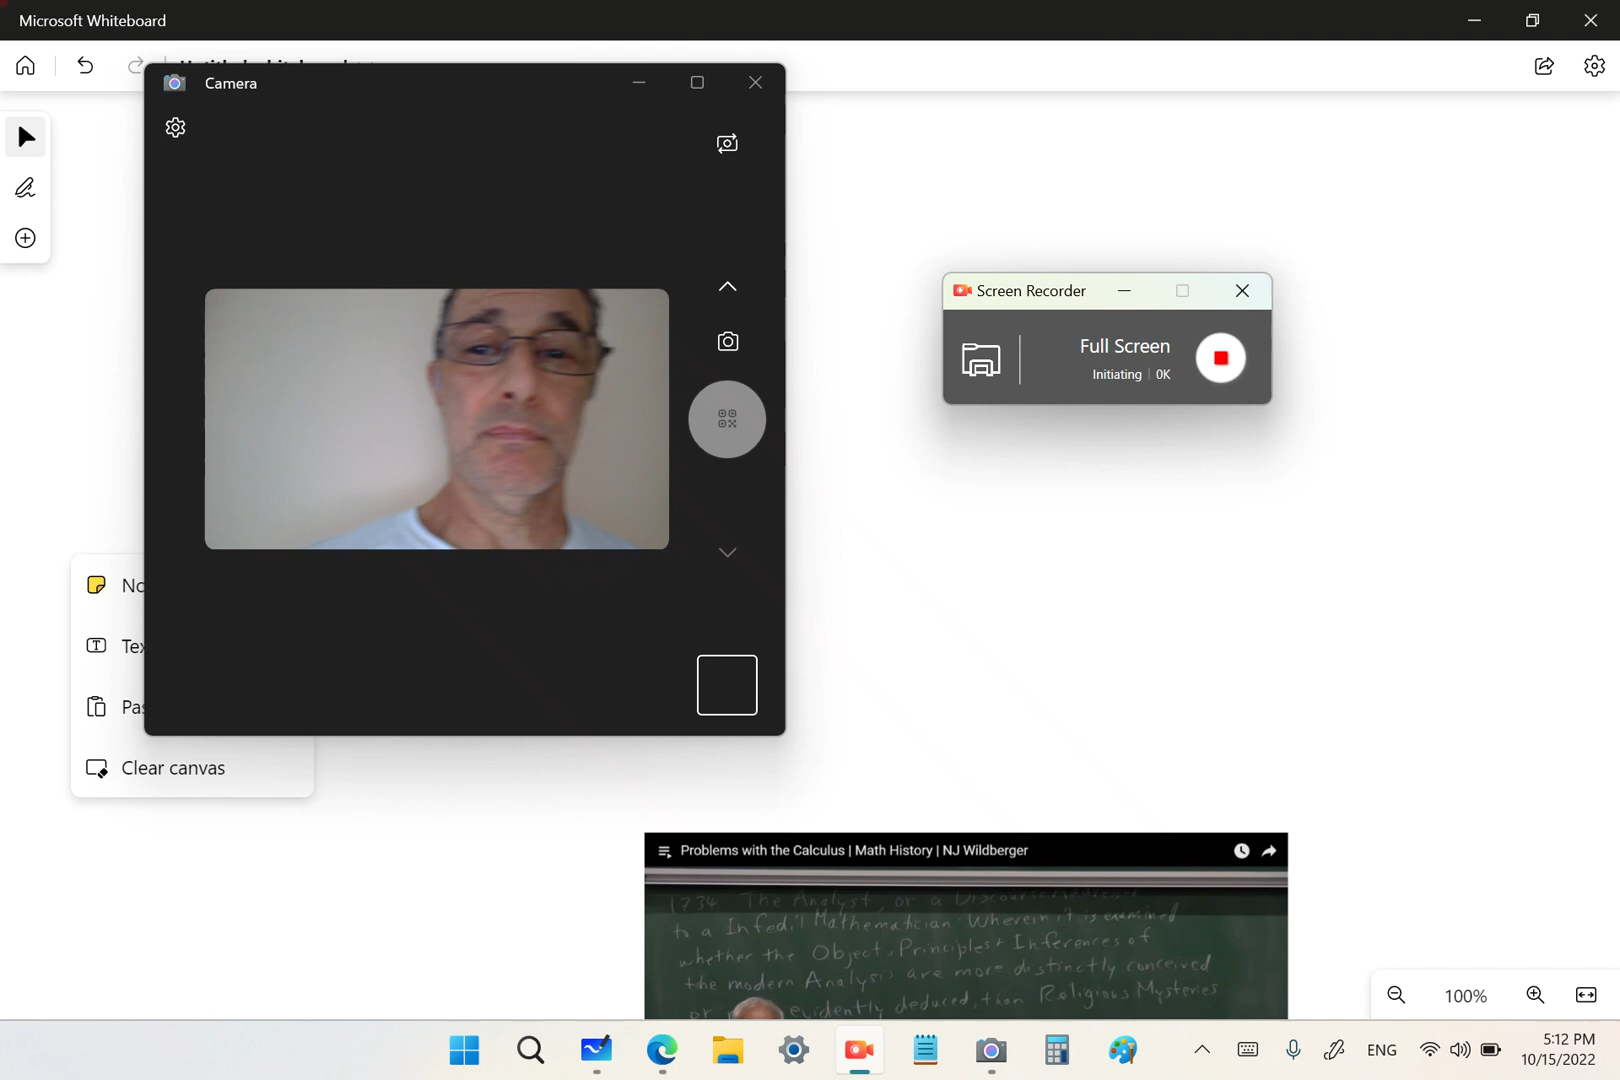 Microsoft Whiteboard
Camera
Screen Recorder
Full Screen
Initiating 0K
No
Tex
Pas
Clear canvas
Problems with the Calculus | Math History | NJ Wildberger
1734 The Analyst, or a Discourse Addressed
to a Infedil Mathematician. Wherein it is examined
whether the Object, Principles + Inferences of
the modern Analysis are more distinctly conceived
or evidently deduced, than Religious Mysteries
100%
ENG
5:12 PM
10/15/2022